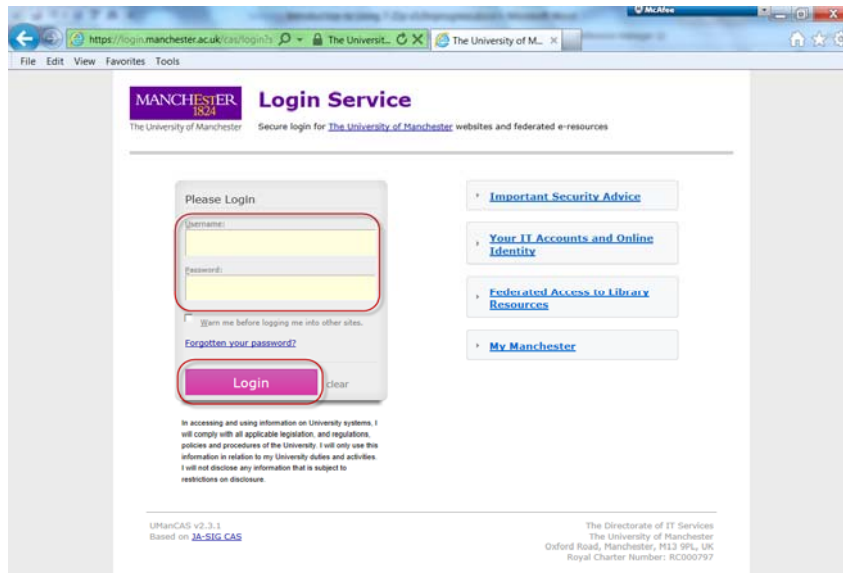 McAfee
https://login.manchester.ac.uk/cas/login?s
The Universit...
The University of M...
File Edit View Favorites Tools
MANCHESTER
1824
The University of Manchester
Login Service
Secure login for The University of Manchester websites and federated e-resources
Please Login
Username:
Password:
Warn me before logging me into other sites.
Forgotten your password?
Login
clear
In accessing and using information on University systems, I
will comply with all applicable legislation, and regulations,
policies and procedures of the University. I will only use this
information in relation to my University duties and activities.
I will not disclose any information that is subject to
restrictions on disclosure.
Important Security Advice
Your IT Accounts and Online
Identity
Federated Access to Library
Resources
My Manchester
UManCAS v2.3.1
Based on JA-SIG CAS
The Directorate of IT Services
The University of Manchester
Oxford Road, Manchester, M13 9PL, UK
Royal Charter Number: RC000797